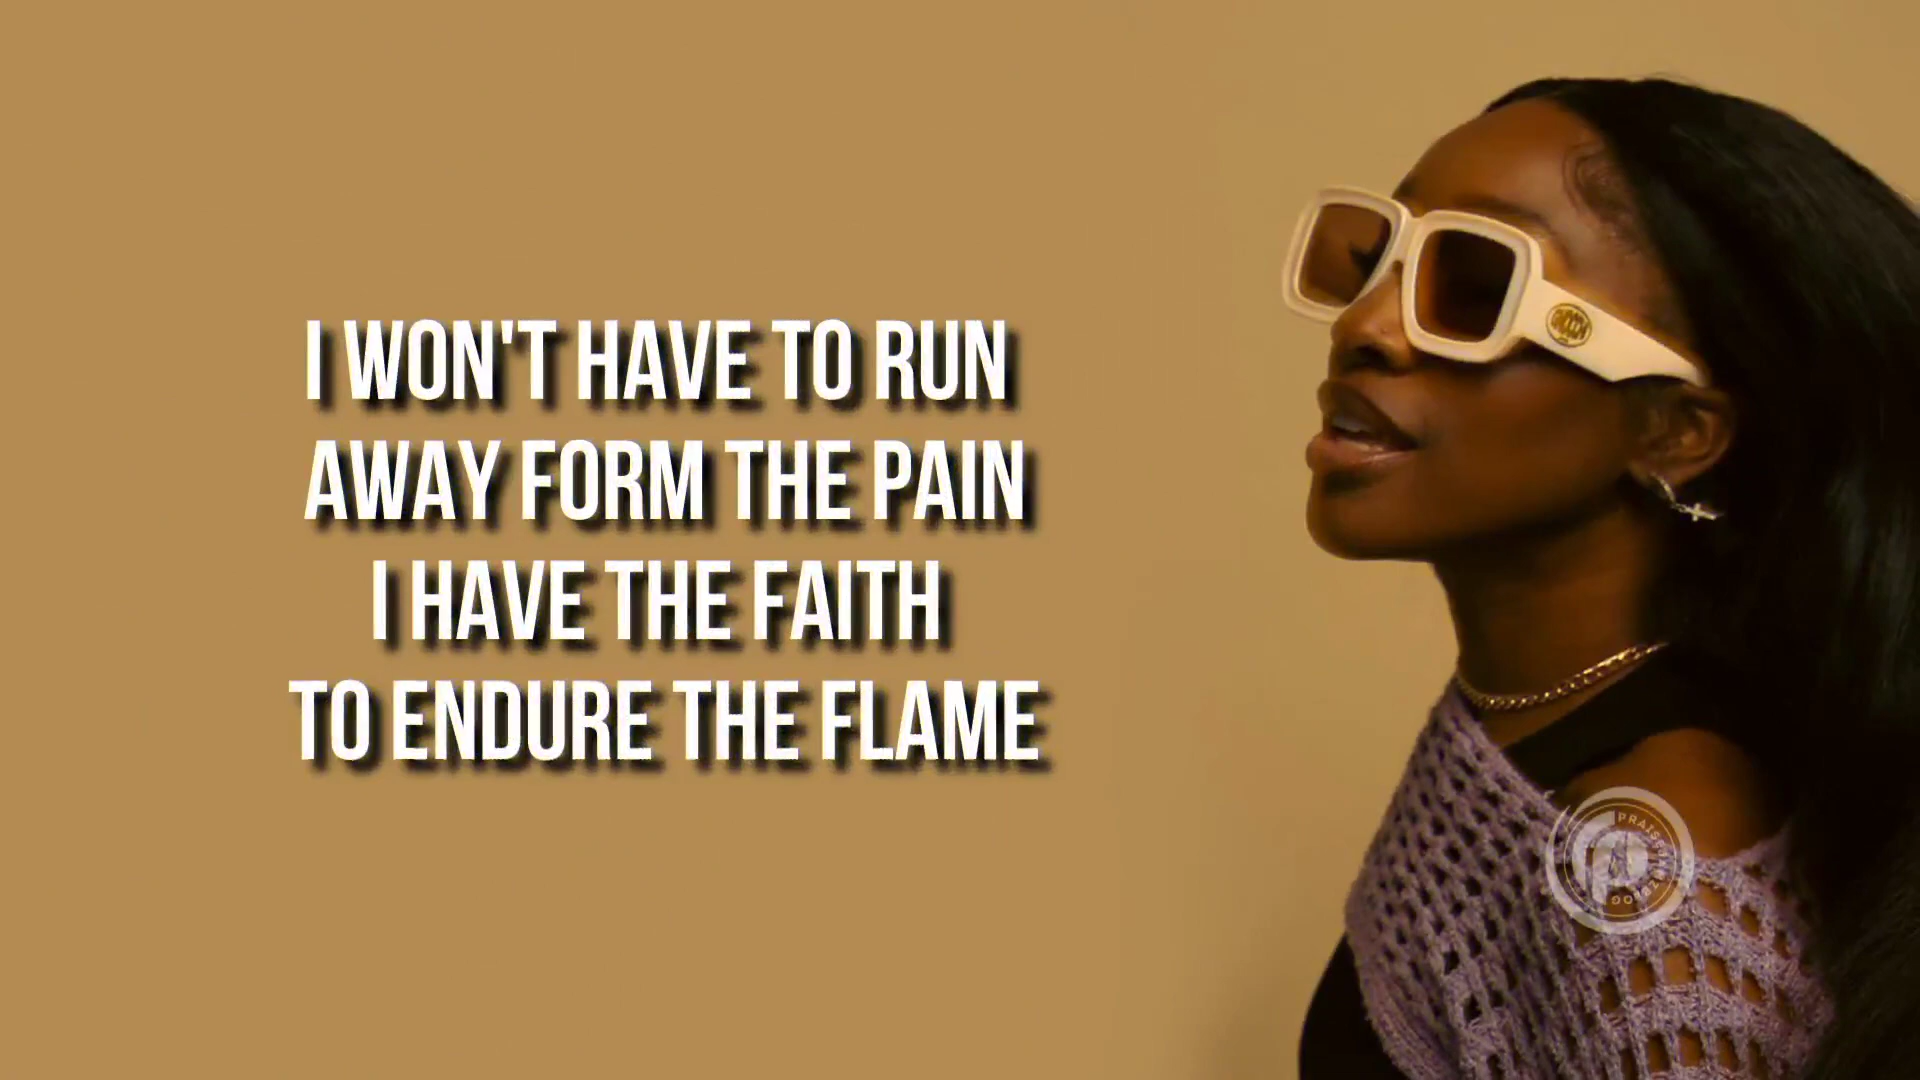 I WON'T HAVE TO RUN
AWAY FORM THE PAIN
I HAVE THE FAITH
TO ENDURE THE FLAME